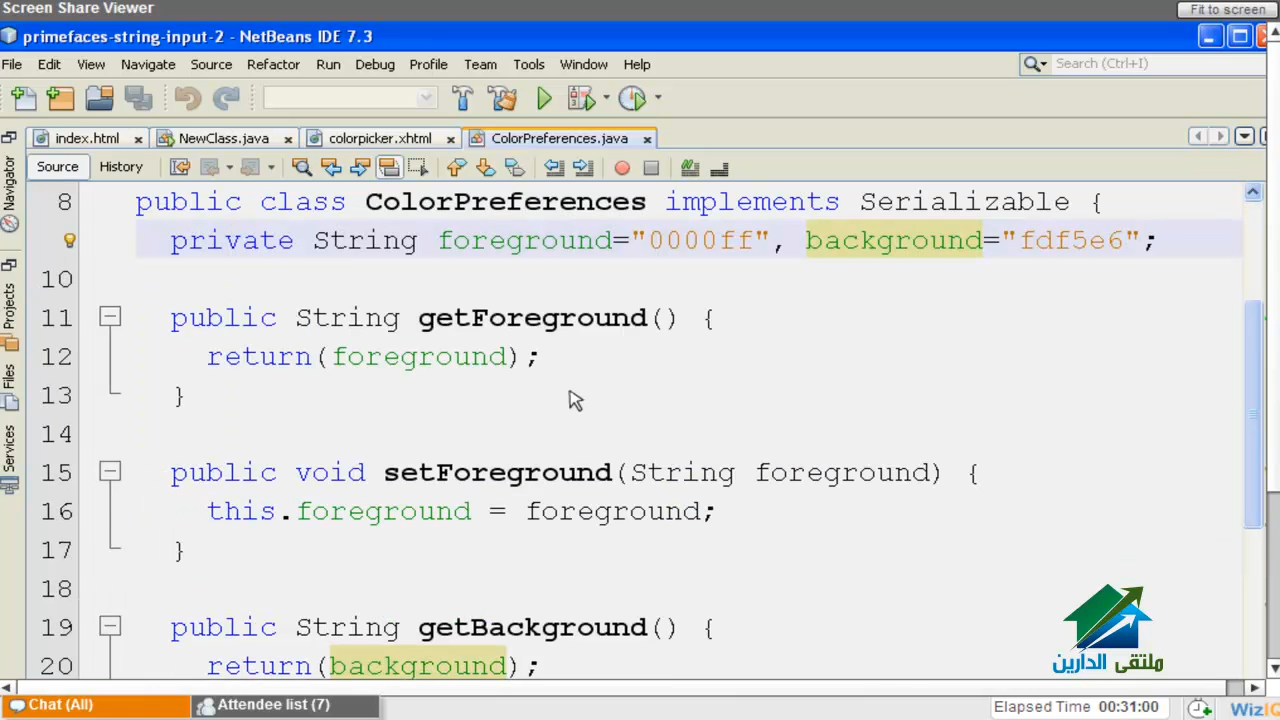 Screen Share Viewer
Fit to screen
primefaces-string-input-2 - NetBeans IDE 7.3
File Edit View Navigate Source Refactor Run Debug Profile Team Tools Window Help
Search (Ctrl+I)
index.html NewClass.java colorpicker.xhtml ColorPreferences.java
Source History
Navigator
Projects
Files
Services
8 public class ColorPreferences implements Serializable {
private String foreground="0000ff", background="fdf5e6";
10
11 public String getForeground() {
12 return(foreground);
13 }
14
15 public void setForeground(String foreground) {
16 this.foreground = foreground;
17 }
18
19 public String getBackground() {
20 return(background);
ملتقى الدارين
Chat (All) Attendee list (7) Elapsed Time 00:31:00